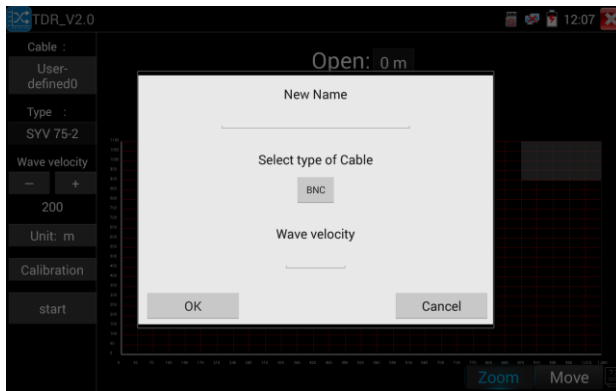 TDR_V2.0
12:07
Cable :
User-
defined0
Type :
SYV 75-2
Wave velocity
− +
200
Unit: m
Calibration
start
Open: 0 m
New Name
Select type of Cable
BNC
Wave velocity
OK
Cancel
Zoom
Move